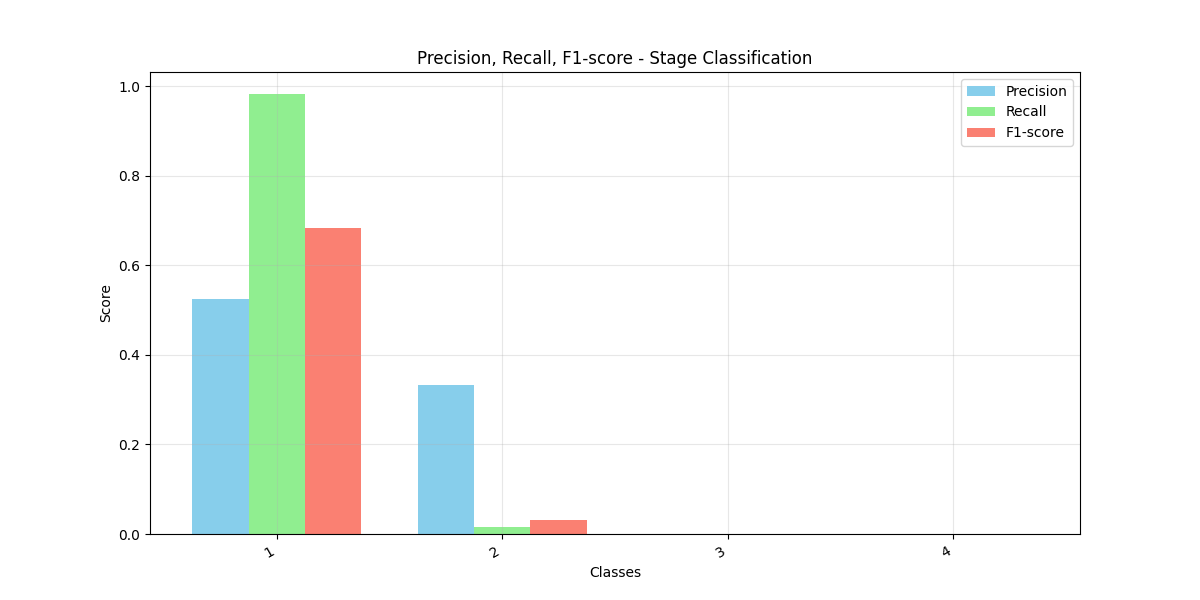 Precision, Recall, F1-score - Stage Classification
1.0
0.8
0.6
0.4
0.2
0.0
Score
Precision
Recall
F1-score
1
2
3
4
Classes